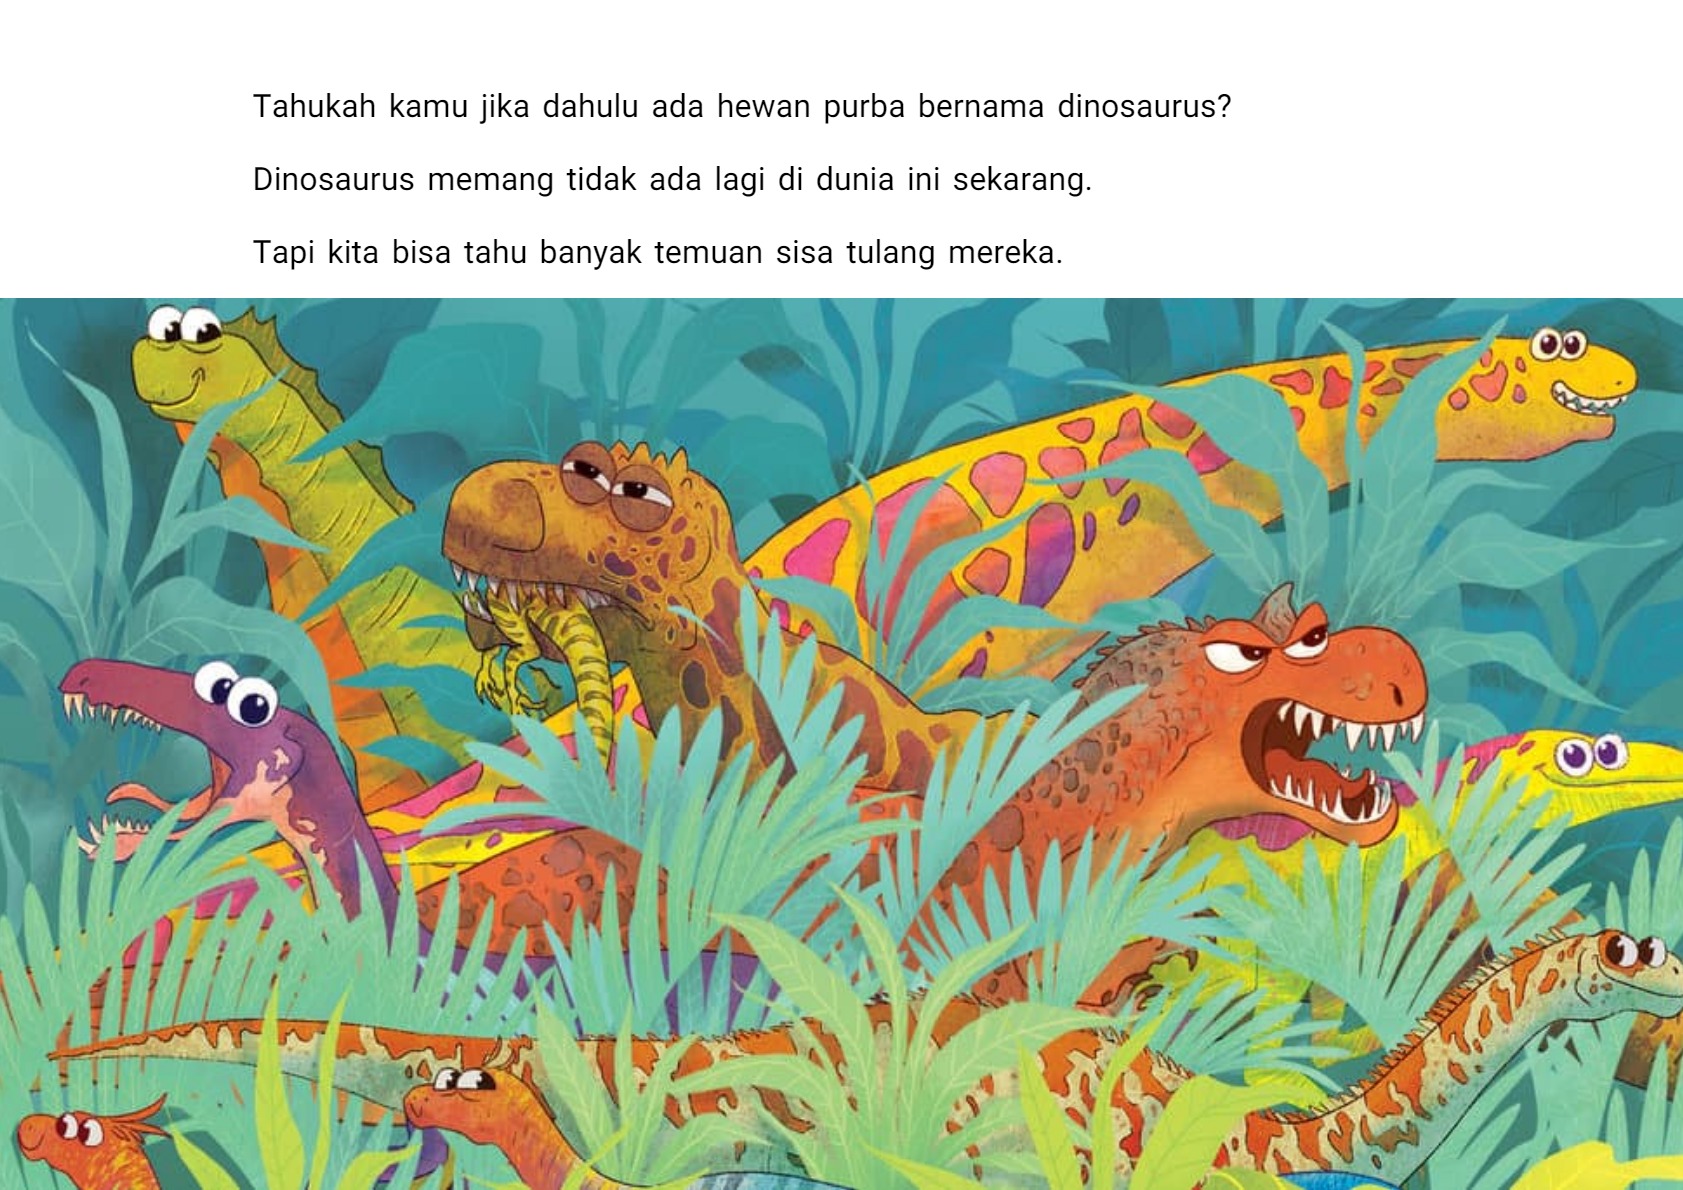 Tahukah kamu jika dahulu ada hewan purba bernama dinosaurus?
Dinosaurus memang tidak ada lagi di dunia ini sekarang.
Tapi kita bisa tahu banyak temuan sisa tulang mereka.